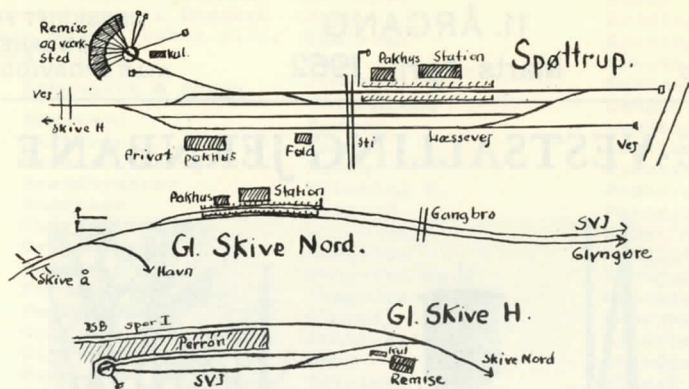 Remise
og værk-
sted
kul.
Pakhus Station
Spøttrup.
Vej
Skive H
Privat pakhus
Fold
Sti
Læssevej
Vej
Pakhus
Station
Gangbro
SVJ
Glyngøre
Gl. Skive Nord.
Skive å
Havn
Gl. Skive H.
DSB spor I
Perron
SVJ
kul
Remise
Skive Nord